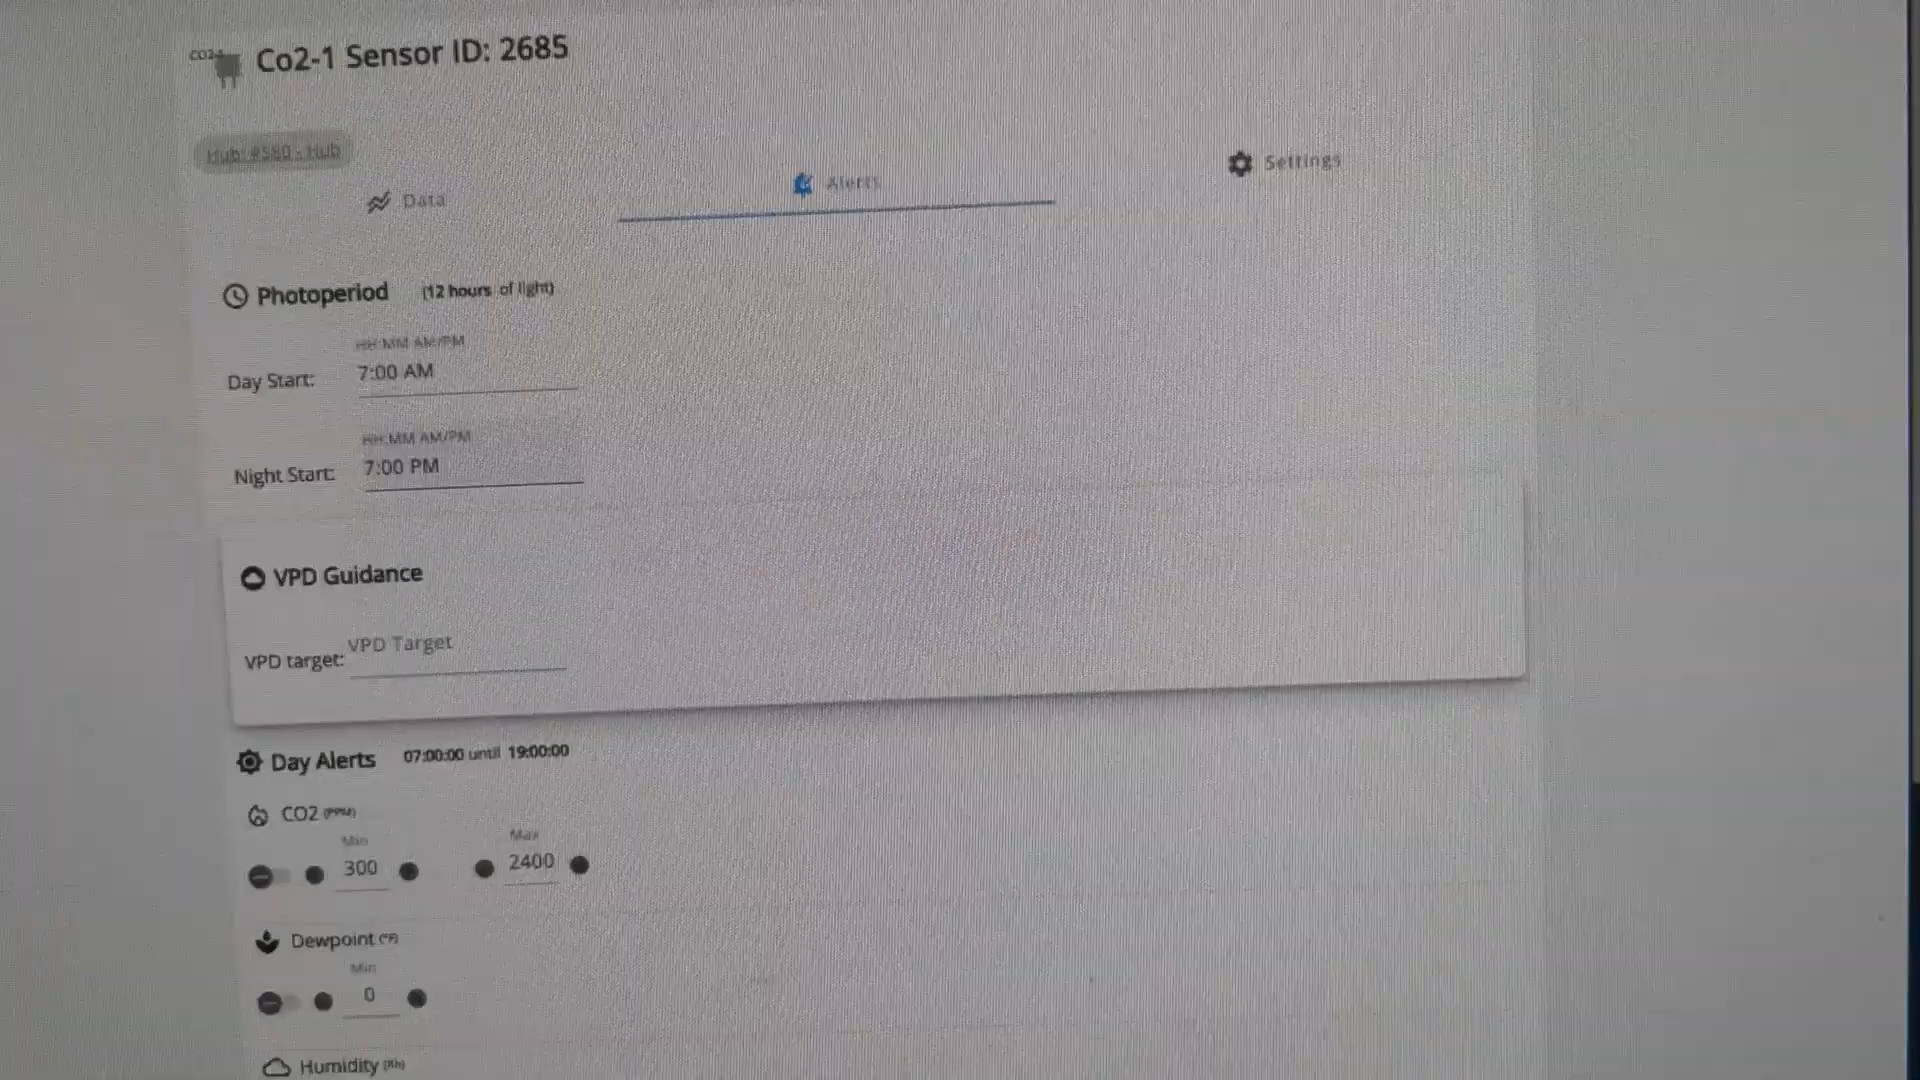 Co2-1 Sensor ID: 2685
Hub: #580 - Hub
Data
Alerts
Settings
Photoperiod (12 hours of light)
HH:MM AM/PM
Day Start: 7:00 AM
HH:MM AM/PM
Night Start: 7:00 PM
VPD Guidance
VPD target: VPD Target
Day Alerts 07:00:00 until 19:00:00
CO2 (PPM)
Min Max
300 2400
Dewpoint (°F)
Min
0
Humidity